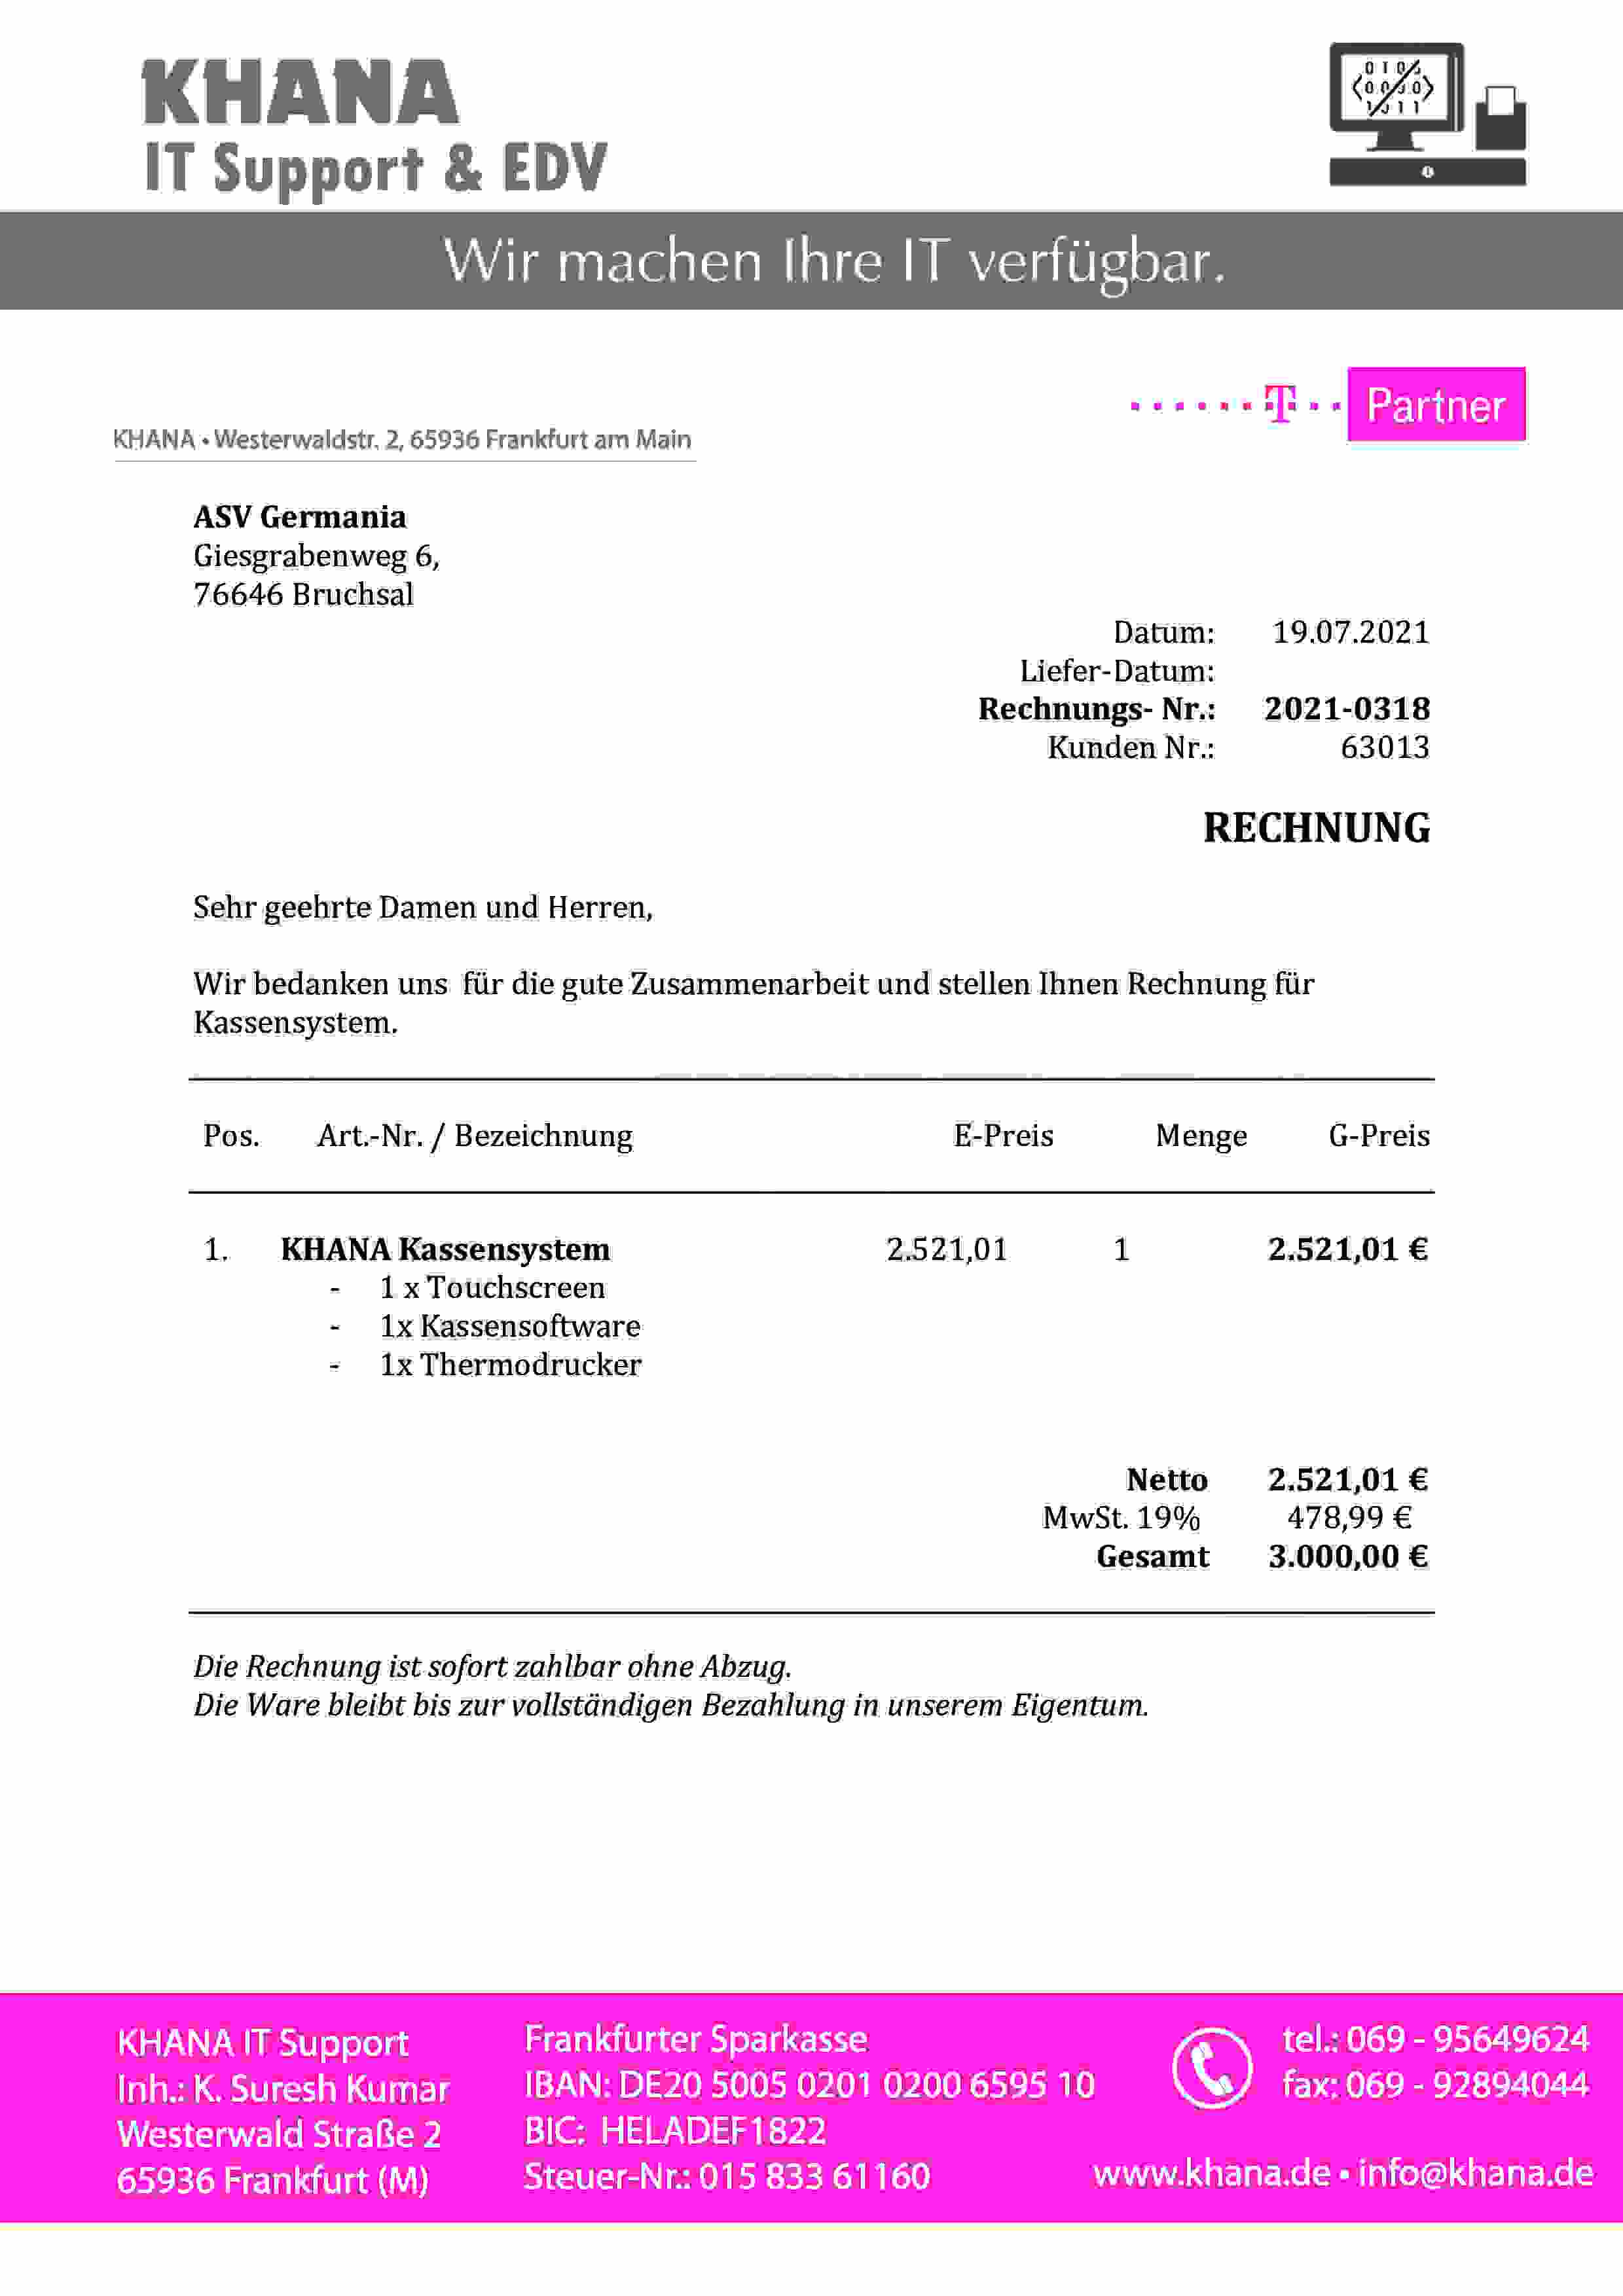 KHANA
IT Support & EDV
Wir machen Ihre IT verfügbar.
T Partner
KHANA • Westerwaldstr. 2, 65936 Frankfurt am Main
ASV Germania
Giesgrabenweg 6,
76646 Bruchsal
Datum: 19.07.2021
Liefer-Datum:
Rechnungs- Nr.: 2021-0318
Kunden Nr.: 63013
RECHNUNG
Sehr geehrte Damen und Herren,
Wir bedanken uns für die gute Zusammenarbeit und stellen Ihnen Rechnung für
Kassensystem.
Pos. Art.-Nr. / Bezeichnung E-Preis Menge G-Preis
1. KHANA Kassensystem 2.521,01 1 2.521,01 €
- 1 x Touchscreen
- 1x Kassensoftware
- 1x Thermodrucker
Netto 2.521,01 €
MwSt. 19% 478,99 €
Gesamt 3.000,00 €
Die Rechnung ist sofort zahlbar ohne Abzug.
Die Ware bleibt bis zur vollständigen Bezahlung in unserem Eigentum.
KHANA IT Support
Inh.: K. Suresh Kumar
Westerwald Straße 2
65936 Frankfurt (M)
Frankfurter Sparkasse
IBAN: DE20 5005 0201 0200 6595 10
BIC: HELADEF1822
Steuer-Nr.: 015 833 61160
tel.: 069 - 95649624
fax: 069 - 92894044
www.khana.de • info@khana.de